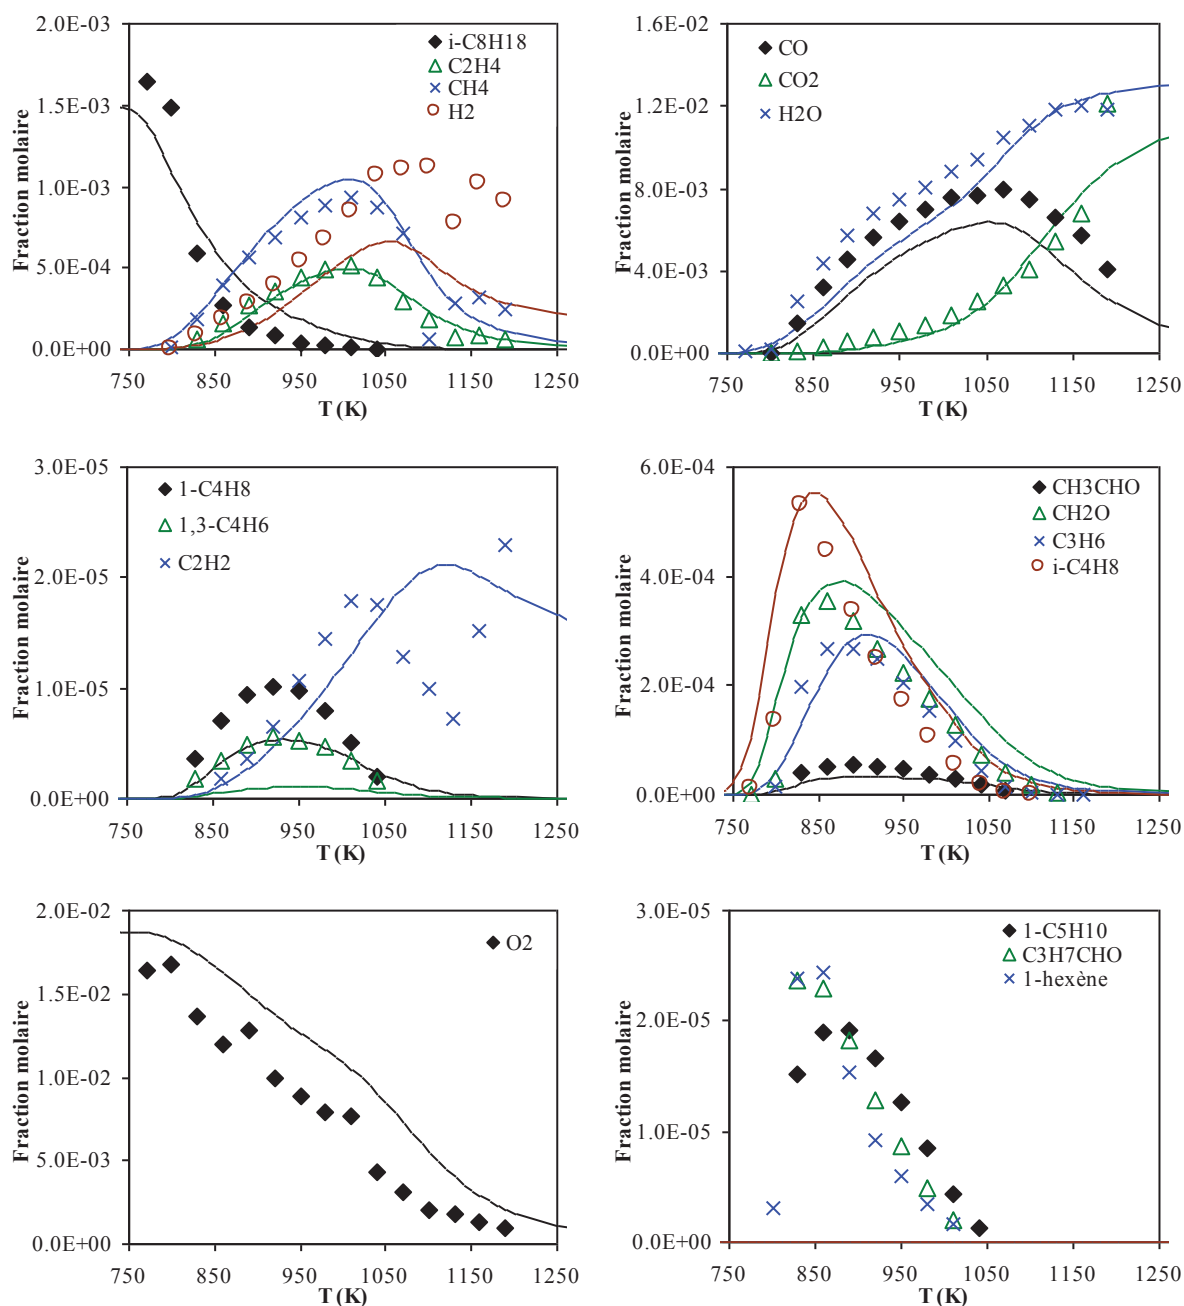 2.0E-03
1.5E-03
1.0E-03
5.0E-04
0.0E+00
Fraction molaire
i-C8H18
C2H4
CH4
H2
750 850 950 1050 1150 1250
T (K)
1.6E-02
1.2E-02
8.0E-03
4.0E-03
0.0E+00
Fraction molaire
CO
CO2
H2O
750 850 950 1050 1150 1250
T (K)
3.0E-05
2.0E-05
1.0E-05
0.0E+00
Fraction molaire
1-C4H8
1,3-C4H6
C2H2
750 850 950 1050 1150 1250
T (K)
6.0E-04
4.0E-04
2.0E-04
0.0E+00
Fraction molaire
CH3CHO
CH2O
C3H6
i-C4H8
750 850 950 1050 1150 1250
T (K)
2.0E-02
1.5E-02
1.0E-02
5.0E-03
0.0E+00
Fraction molaire
O2
750 850 950 1050 1150 1250
T (K)
3.0E-05
2.0E-05
1.0E-05
0.0E+00
Fraction molaire
1-C5H10
C3H7CHO
1-hexène
750 850 950 1050 1150 1250
T (K)